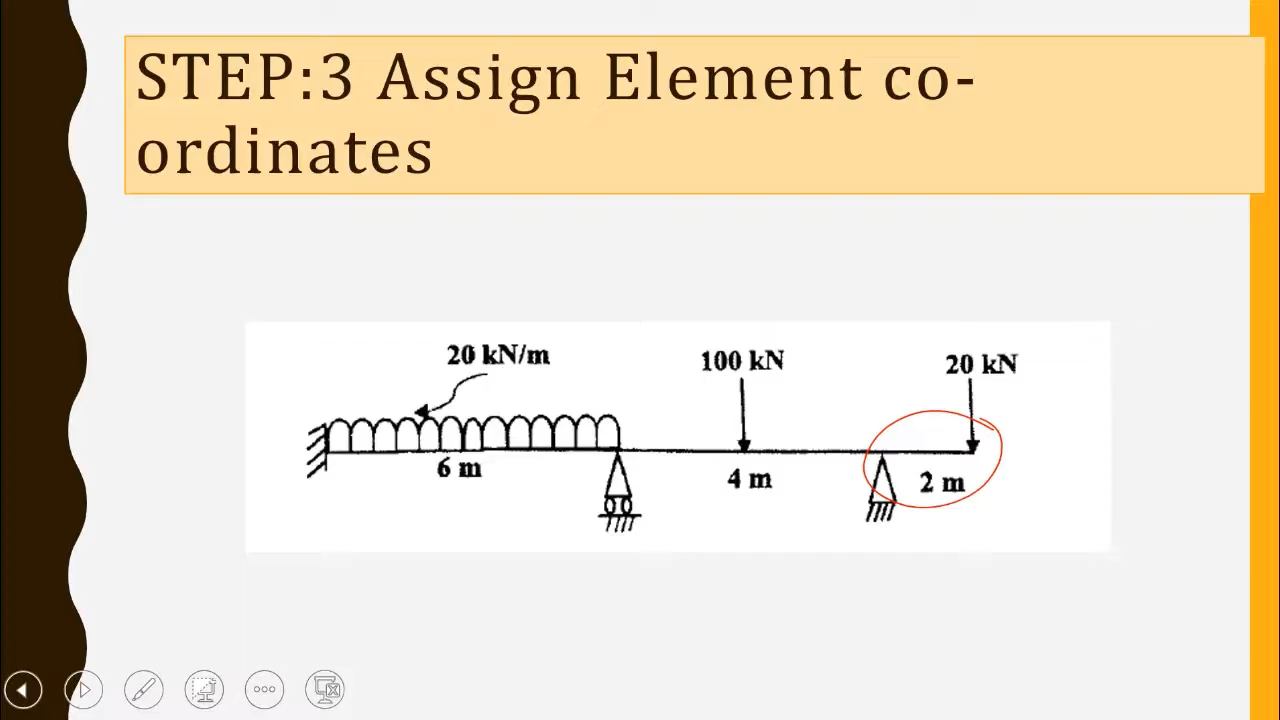 STEP:3 Assign Element co-
ordinates
20 kN/m
100 kN
20 kN
6 m
4 m
2 m